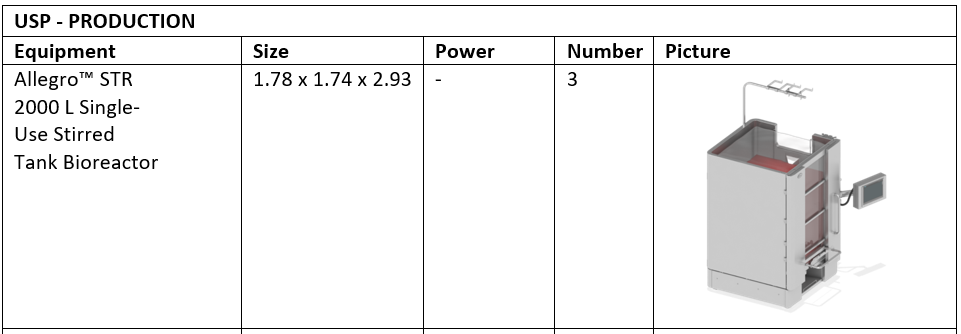 USP - PRODUCTION
Equipment Size Power Number Picture
Allegro™ STR 1.78 x 1.74 x 2.93 - 3
2000 L Single-
Use Stirred
Tank Bioreactor